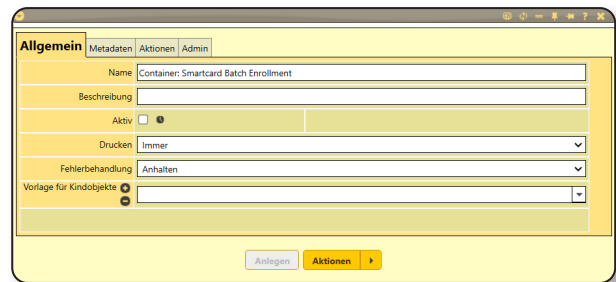 Allgemein Metadaten Aktionen Admin
Name Container: Smartcard Batch Enrollment
Beschreibung
Aktiv
Drucken Immer
Fehlerbehandlung Anhalten
Vorlage für Kindobjekte
Anlegen Aktionen